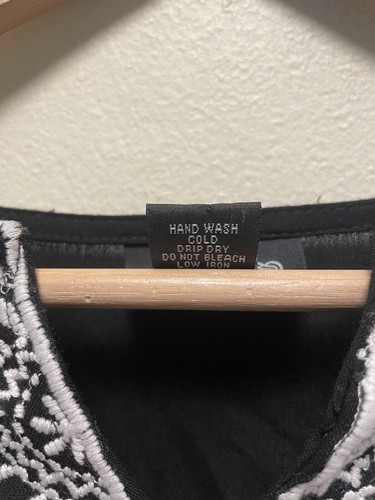 HAND WASH
COLD
DRIP DRY
DO NOT BLEACH
LOW IRON